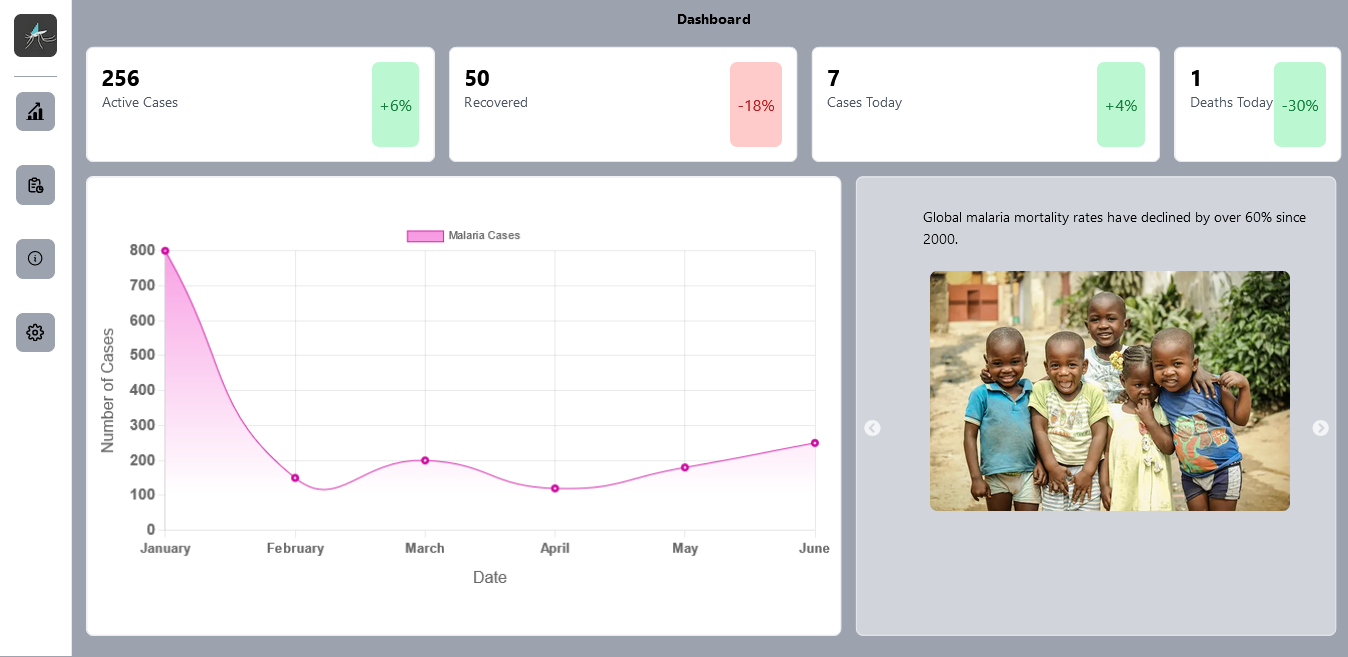 Dashboard
256
Active Cases
+6%
50
Recovered
-18%
7
Cases Today
+4%
1
Deaths Today
-30%
Malaria Cases
800
700
600
500
400
300
200
100
0
Number of Cases
January February March April May June
Date
Global malaria mortality rates have declined by over 60% since
2000.